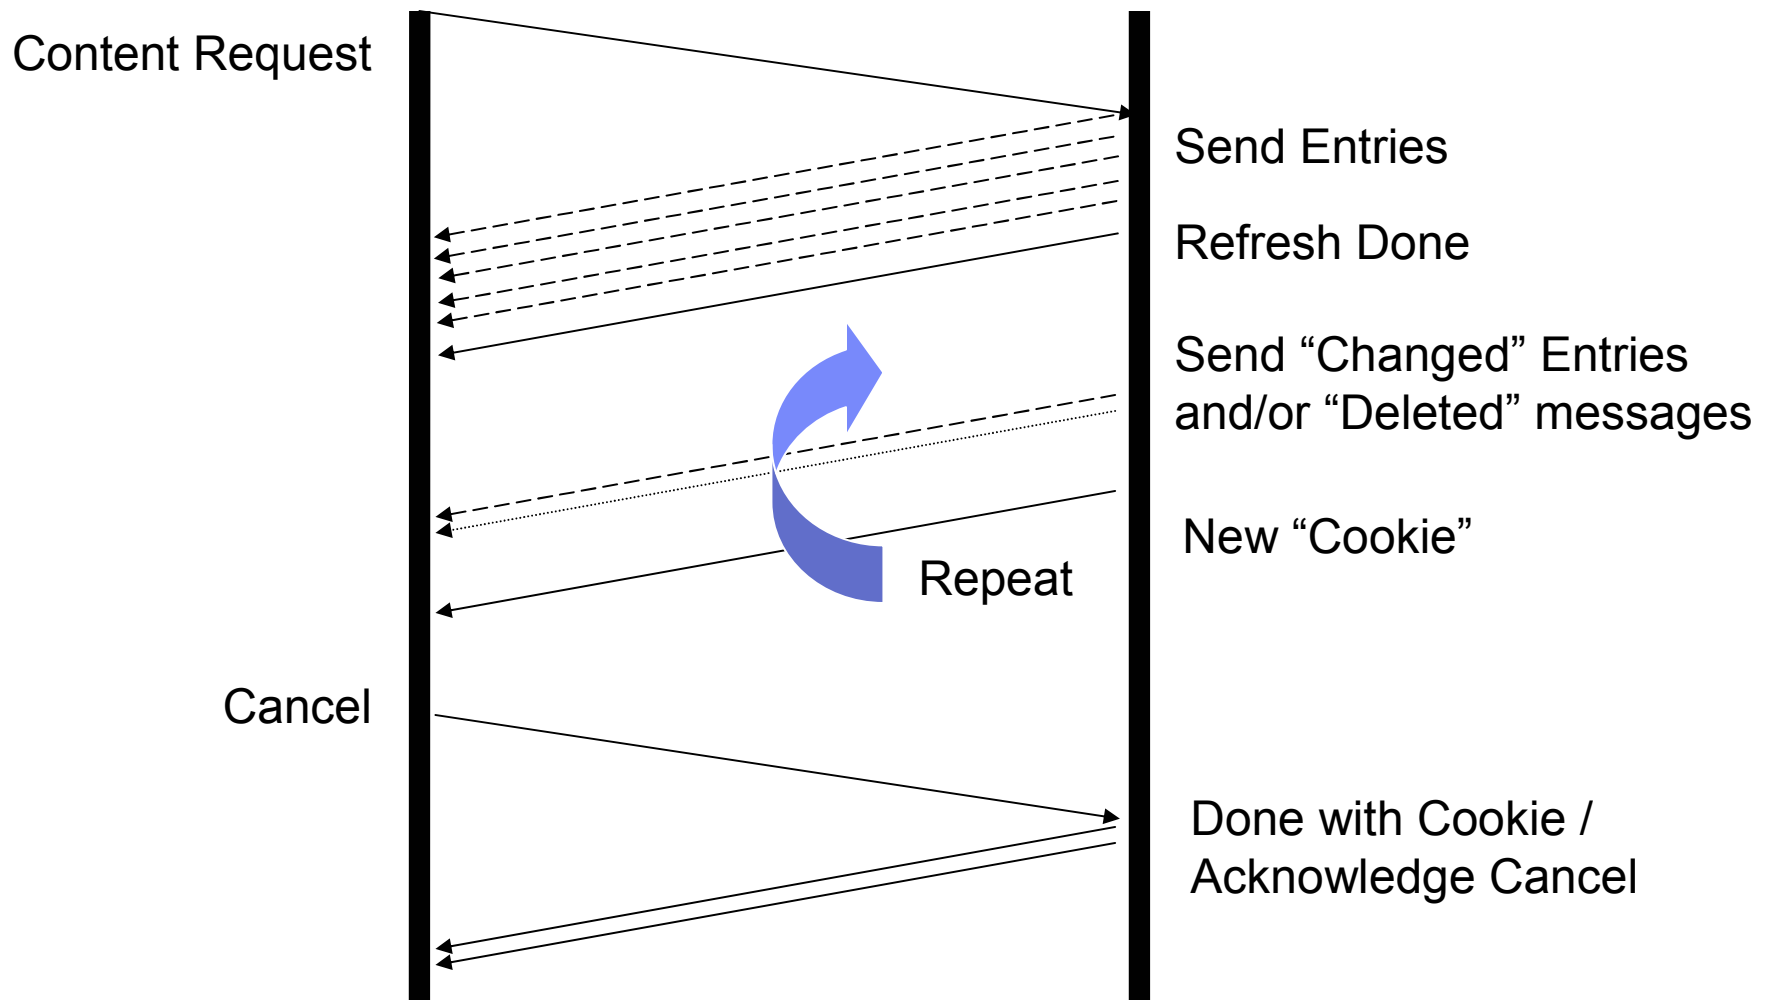 Content Request
Send Entries
Refresh Done
Send “Changed” Entries
and/or “Deleted” messages
New “Cookie”
Repeat
Cancel
Done with Cookie /
Acknowledge Cancel